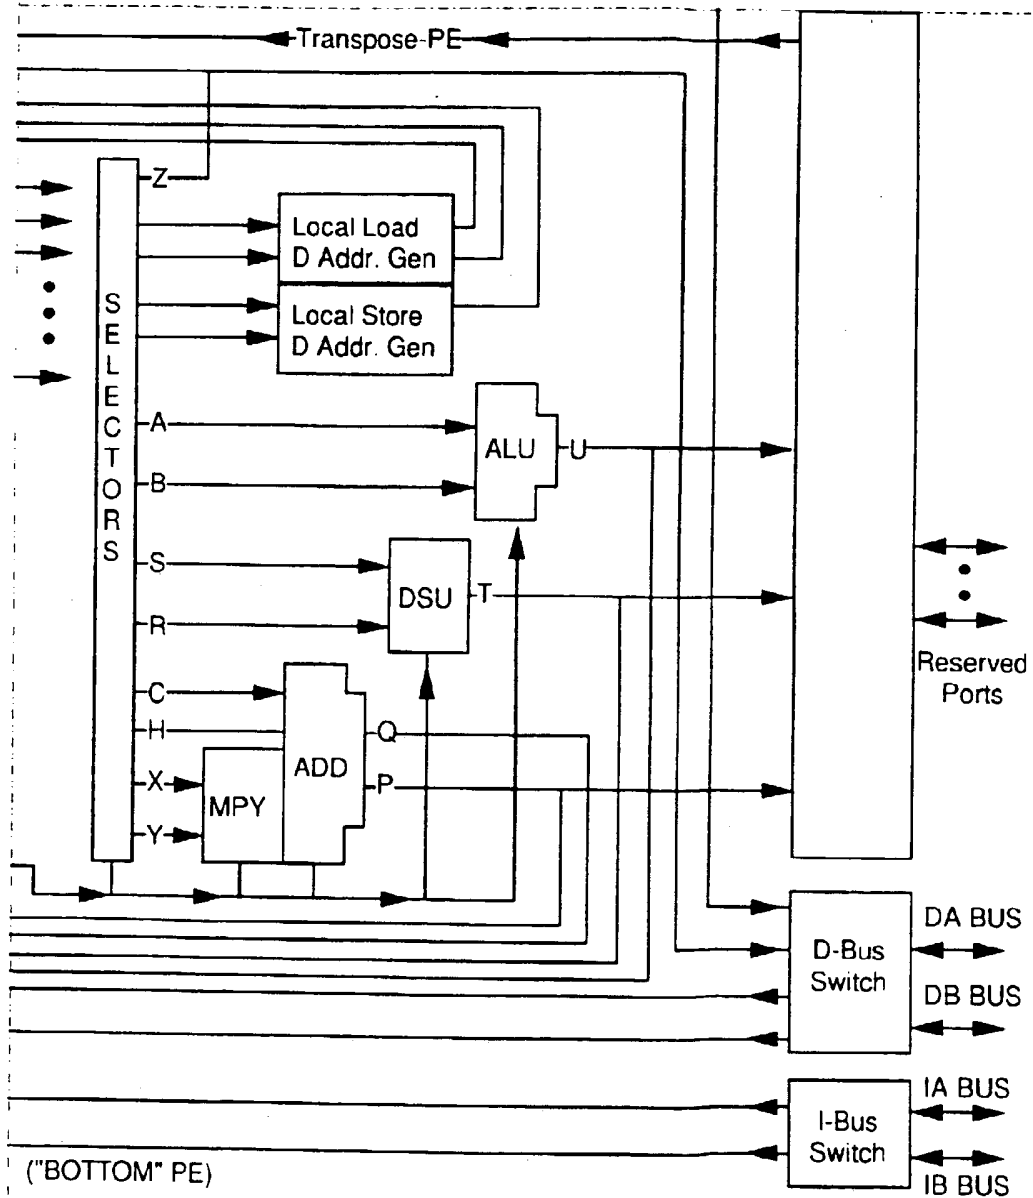 Transpose-PE
Z
Local Load
D Addr. Gen
Local Store
D Addr. Gen
SELECTORS
A
B
ALU
U
S
R
DSU
T
Reserved
Ports
C
H
X
Y
MPY
ADD
Q
P
D-Bus
Switch
DA BUS
DB BUS
I-Bus
Switch
IA BUS
IB BUS
("BOTTOM" PE)